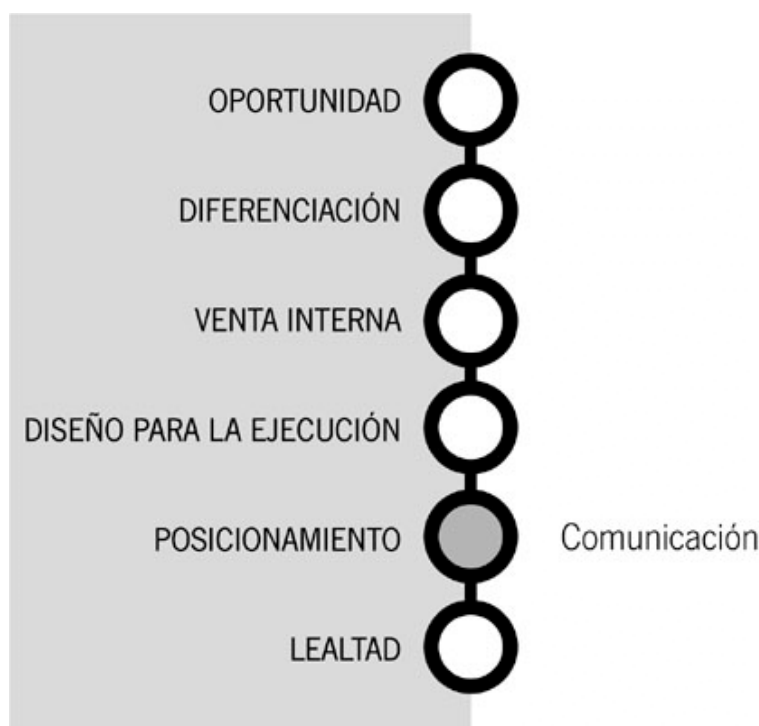 OPORTUNIDAD
DIFERENCIACIÓN
VENTA INTERNA
DISEÑO PARA LA EJECUCIÓN
POSICIONAMIENTO
Comunicación
LEALTAD